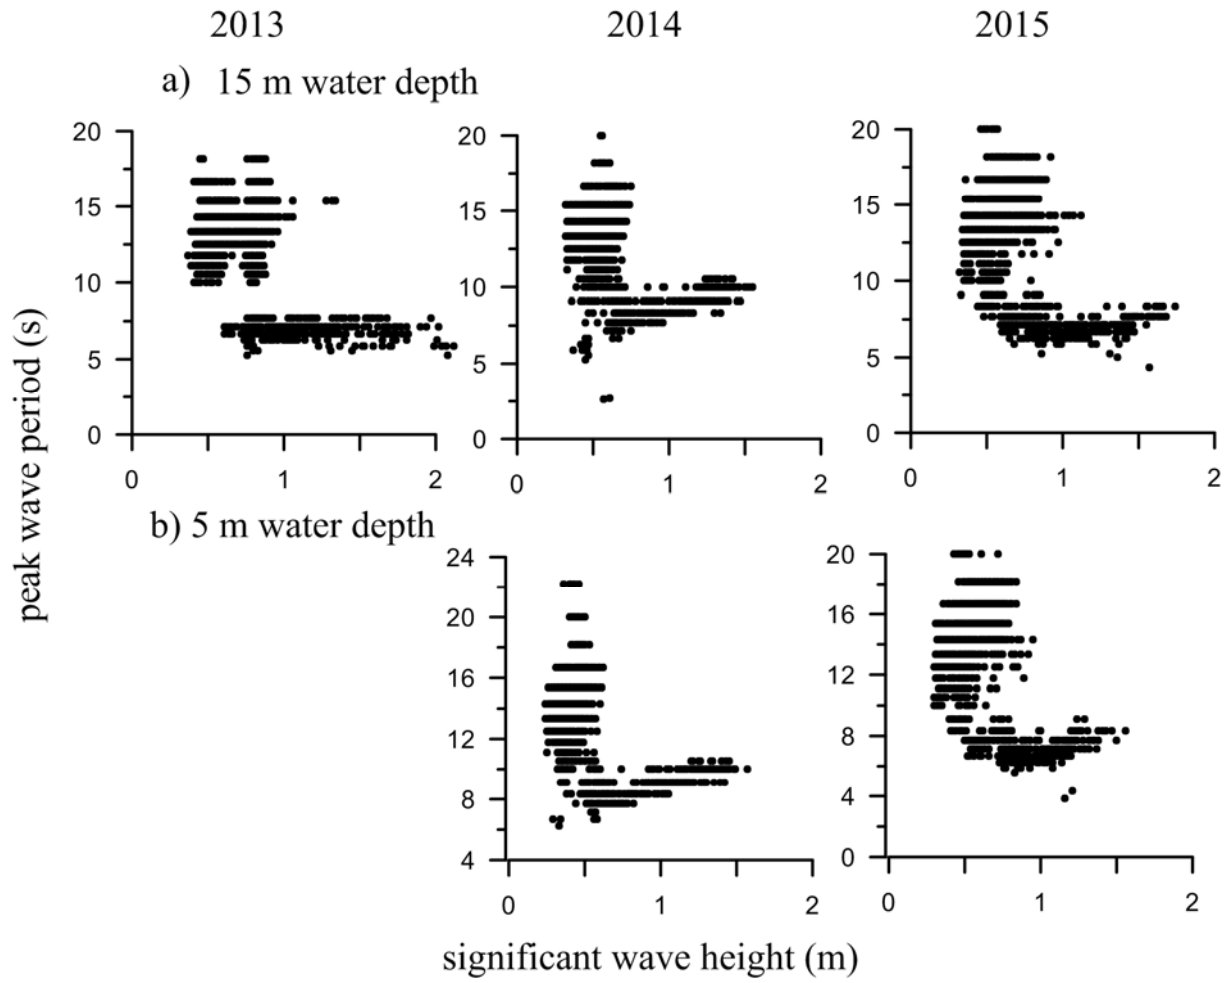 2013 2014 2015
a) 15 m water depth
20 15 10 5 0
0 1 2
20 15 10 5 0
0 1 2
20 15 10 5 0
0 1 2
b) 5 m water depth
24 20 16 12 8 4
0 1 2
20 16 12 8 4 0
0 1 2
peak wave period (s)
significant wave height (m)